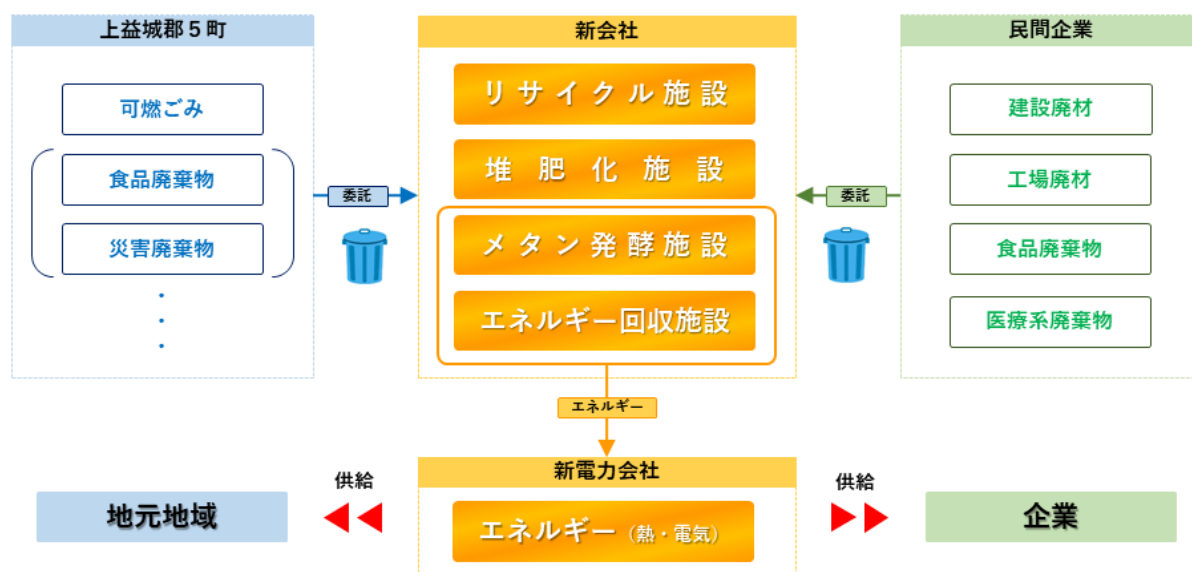 上益城郡５町
可燃ごみ
食品廃棄物
災害廃棄物
・
・
・
委託
新会社
リサイクル施設
堆肥化施設
メタン発酵施設
エネルギー回収施設
委託
民間企業
建設廃材
工場廃材
食品廃棄物
医療系廃棄物
エネルギー
新電力会社
エネルギー（熱・電気）
供給
地元地域
供給
企業